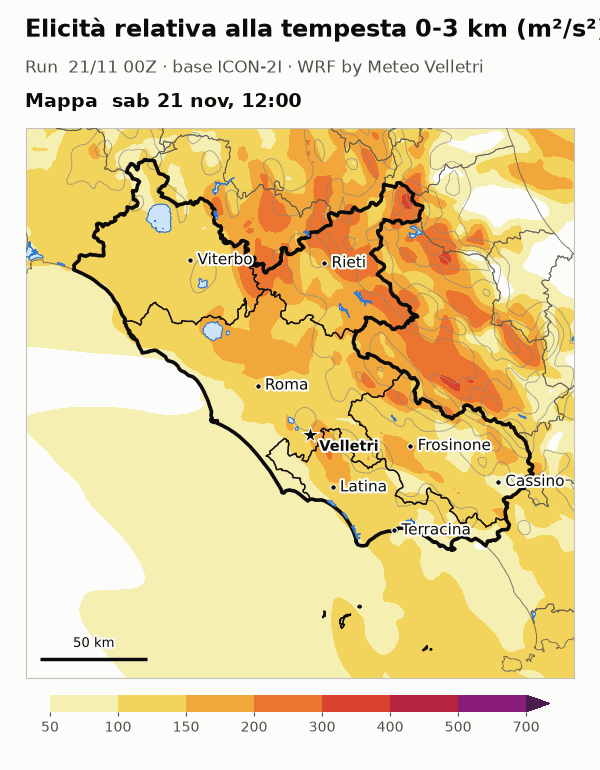 Elicità relativa alla tempesta 0-3 km (m²/s²)
Run 21/11 00Z · base ICON-2I · WRF by Meteo Velletri
Mappa sab 21 nov, 12:00
Viterbo
Rieti
Roma
Velletri
Frosinone
Cassino
Latina
Terracina
50 km
50 100 150 200 300 400 500 700